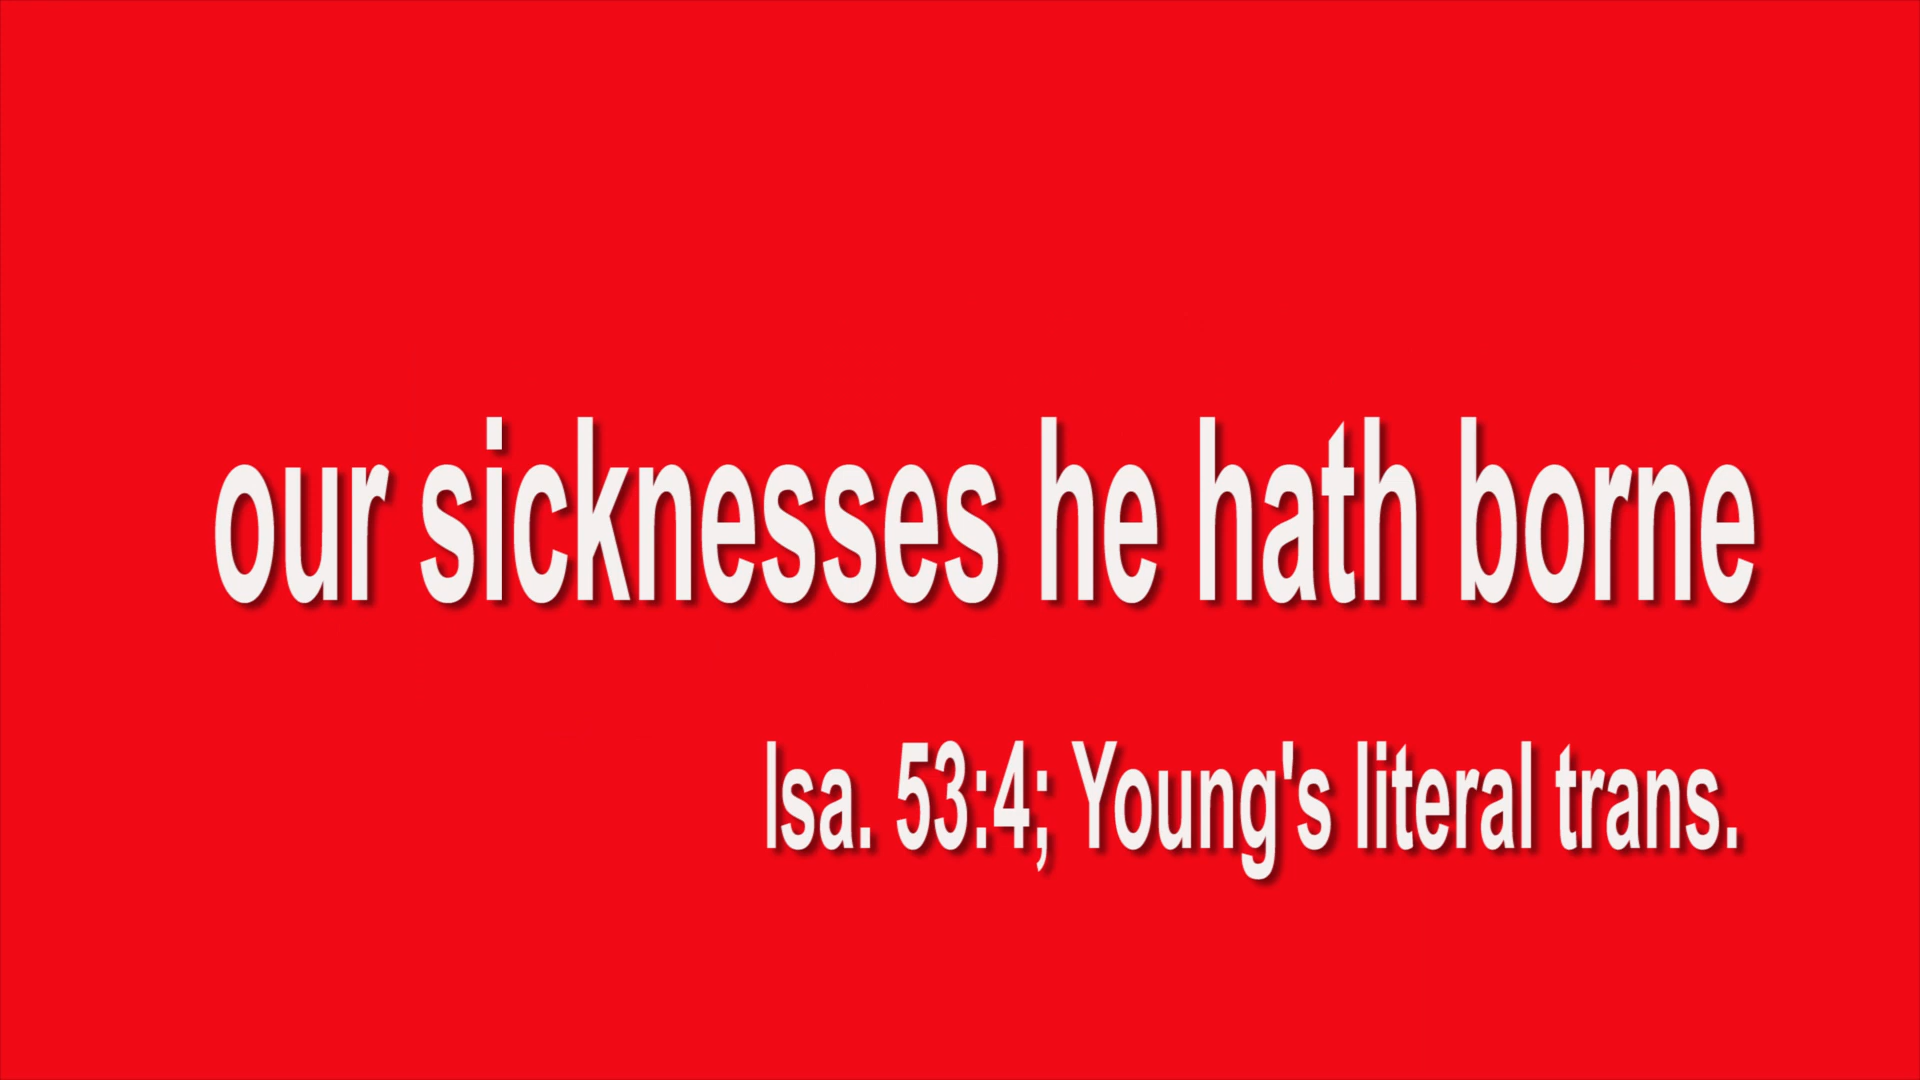 our sicknesses he hath borne
Isa. 53:4; Young's literal trans.